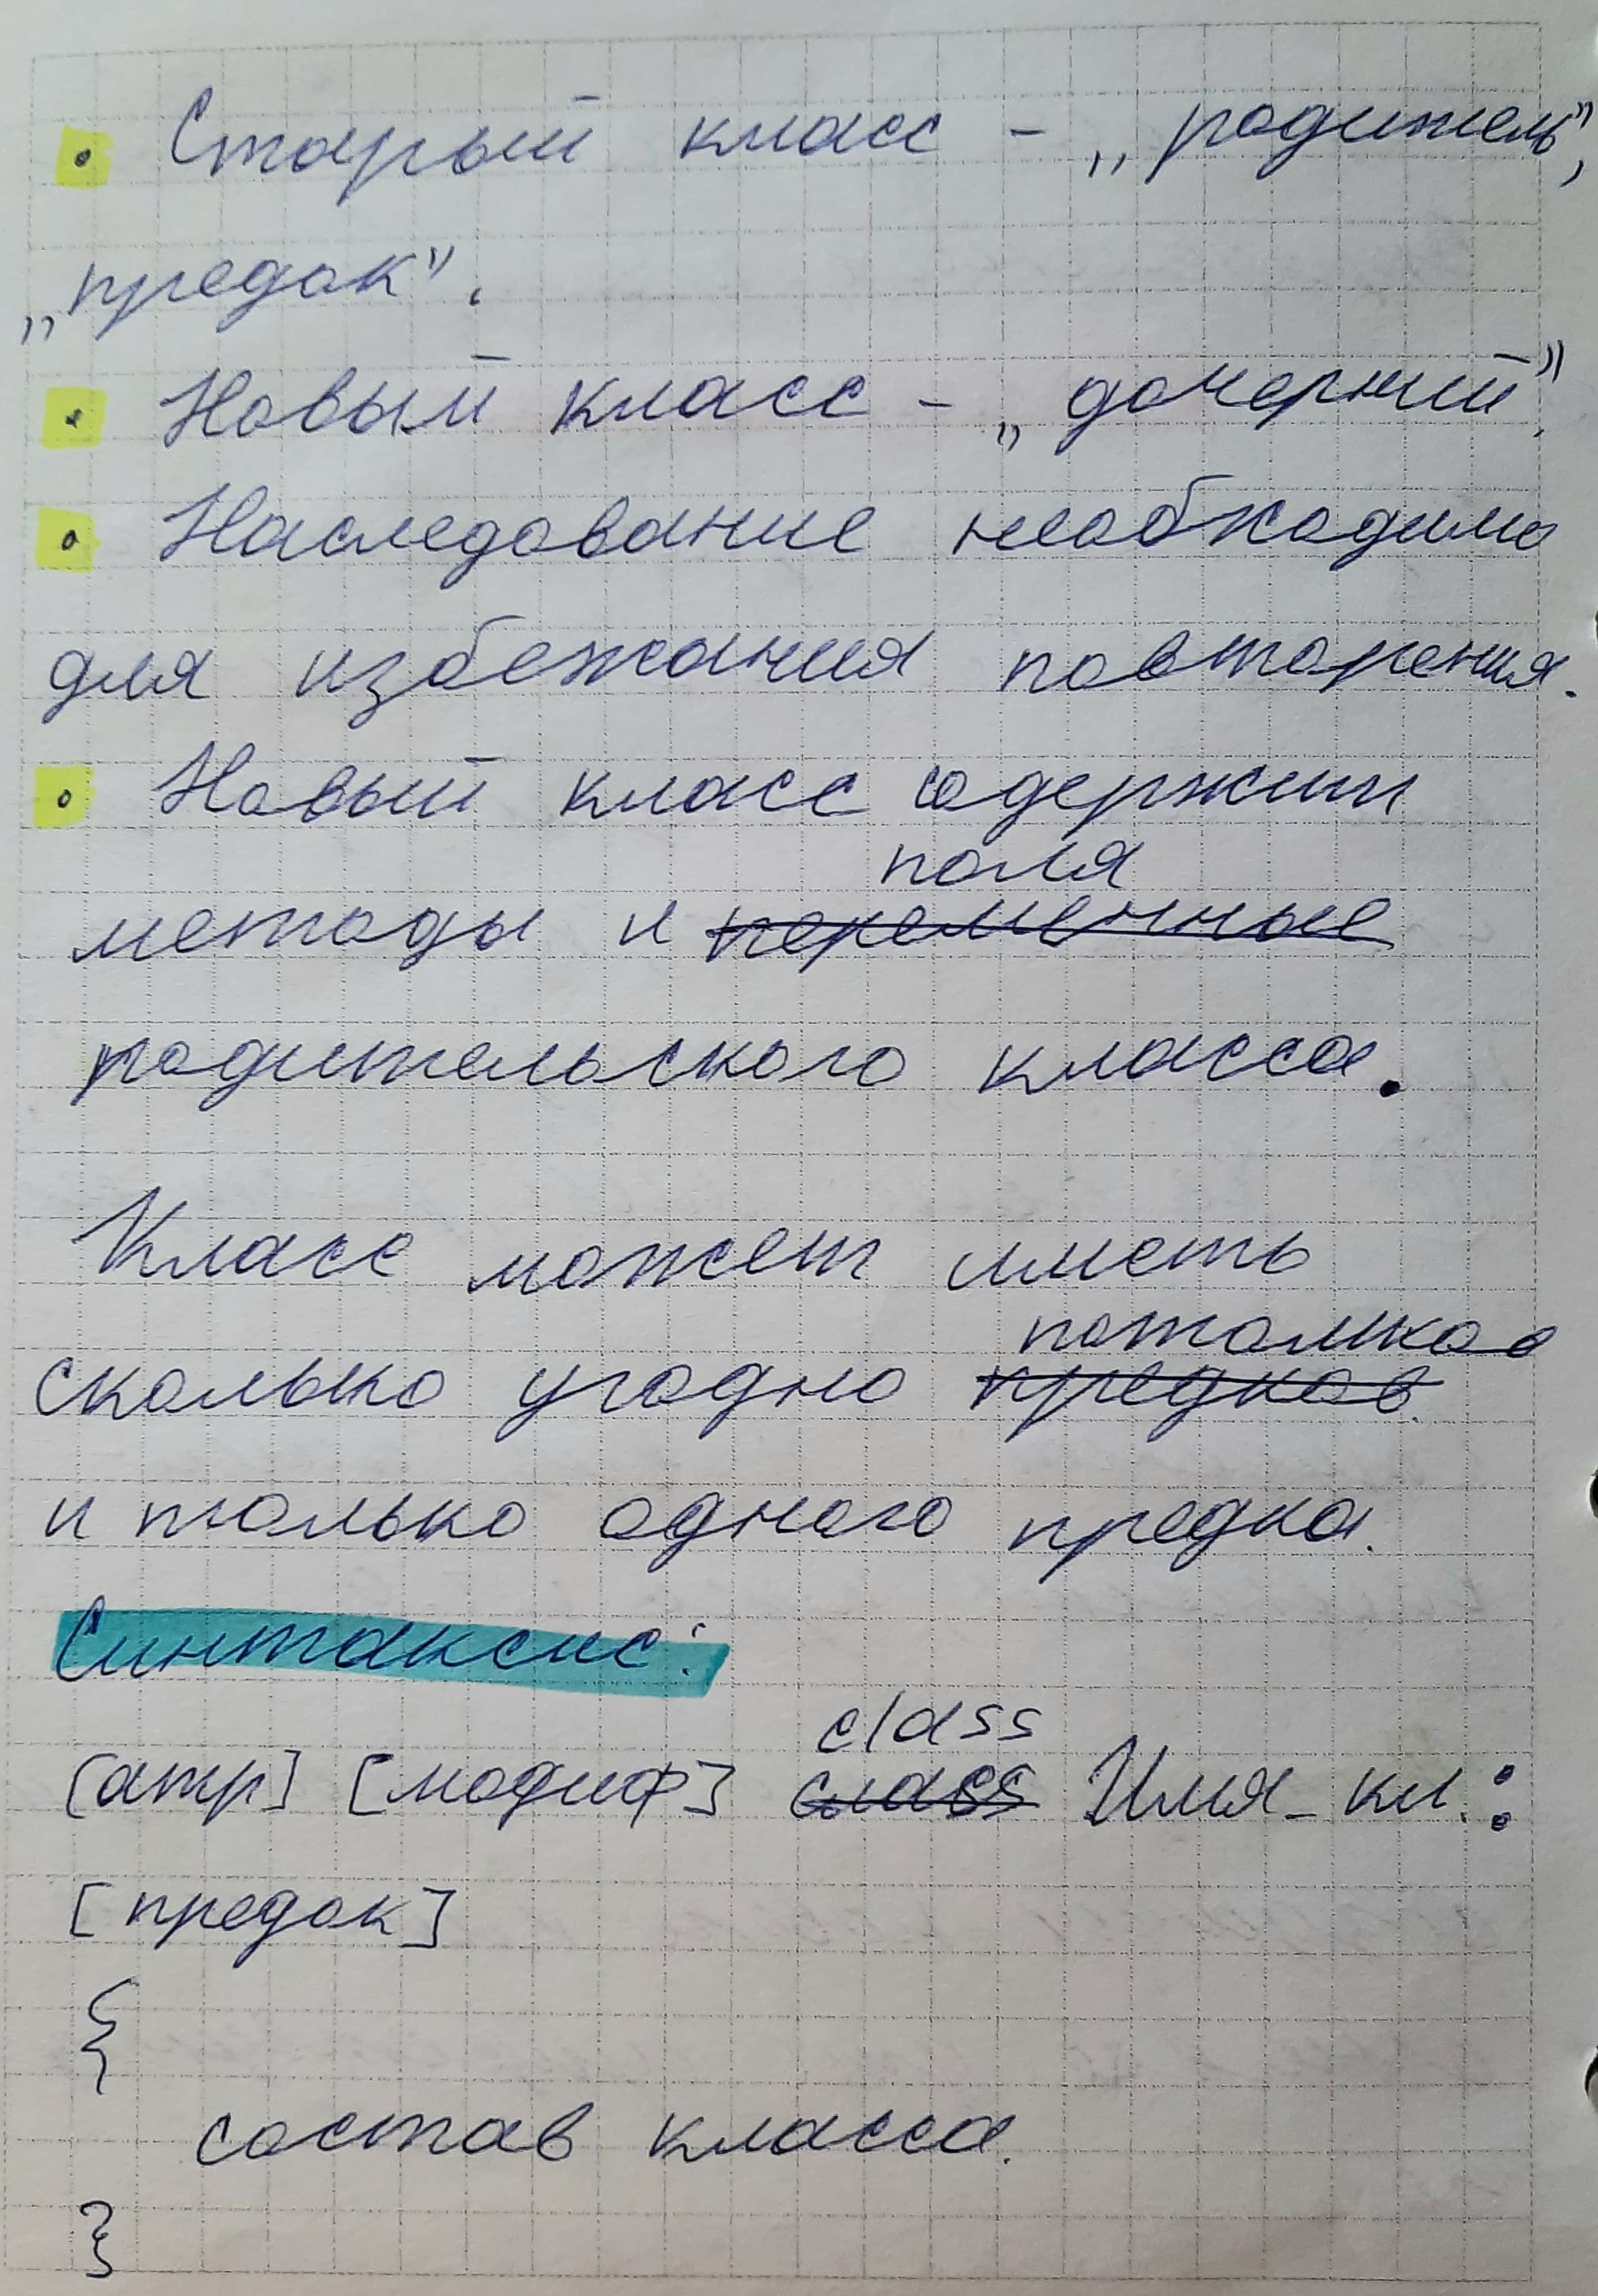 • Старый класс - „родитель”,
„предок".
• Новый класс - „дочерний”.
• Наследование необходимо
для избежания повторения.
• Новый класс содержит
поля
методы и переменные
родительского класса.
Класс может иметь
потомков
сколько угодно предков
и только одного предка.
Синтаксис:
class
[атр] [модиф] class Имя_кл.:
[предок]
{
состав класса.
}